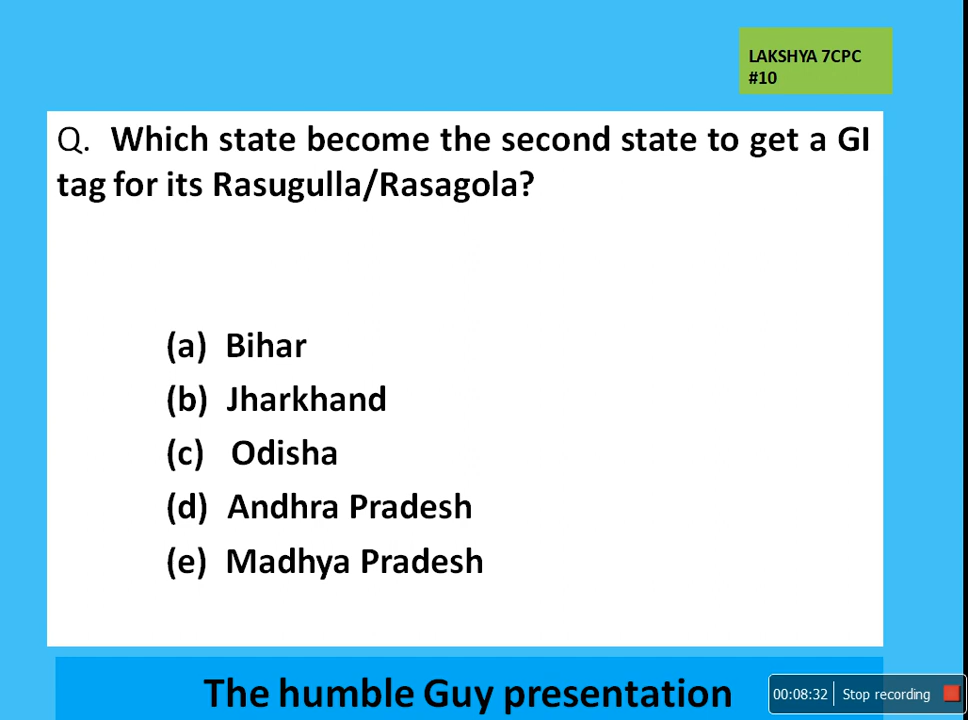 LAKSHYA 7CPC
#10
Q. Which state become the second state to get a GI
tag for its Rasugulla/Rasagola?
(a) Bihar
(b) Jharkhand
(c) Odisha
(d) Andhra Pradesh
(e) Madhya Pradesh
The humble Guy presentation
00:08:32 Stop recording